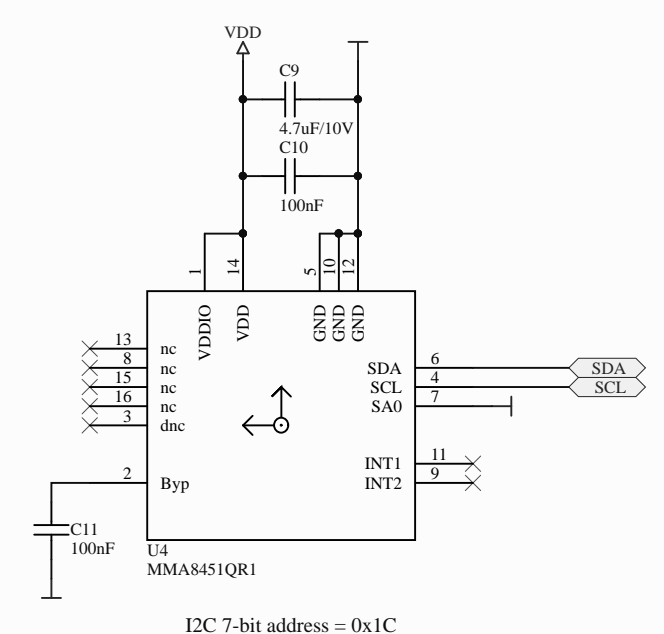 VDD
C9
4.7uF/10V
C10
100nF
1
14
5
10
12
VDDIO
VDD
GND
GND
GND
13 nc
8 nc
15 nc
16 nc
3 dnc
2 Byp
SDA 6 SDA
SCL 4 SCL
SA0 7
INT1 11
INT2 9
C11
100nF
U4
MMA8451QR1
I2C 7-bit address = 0x1C